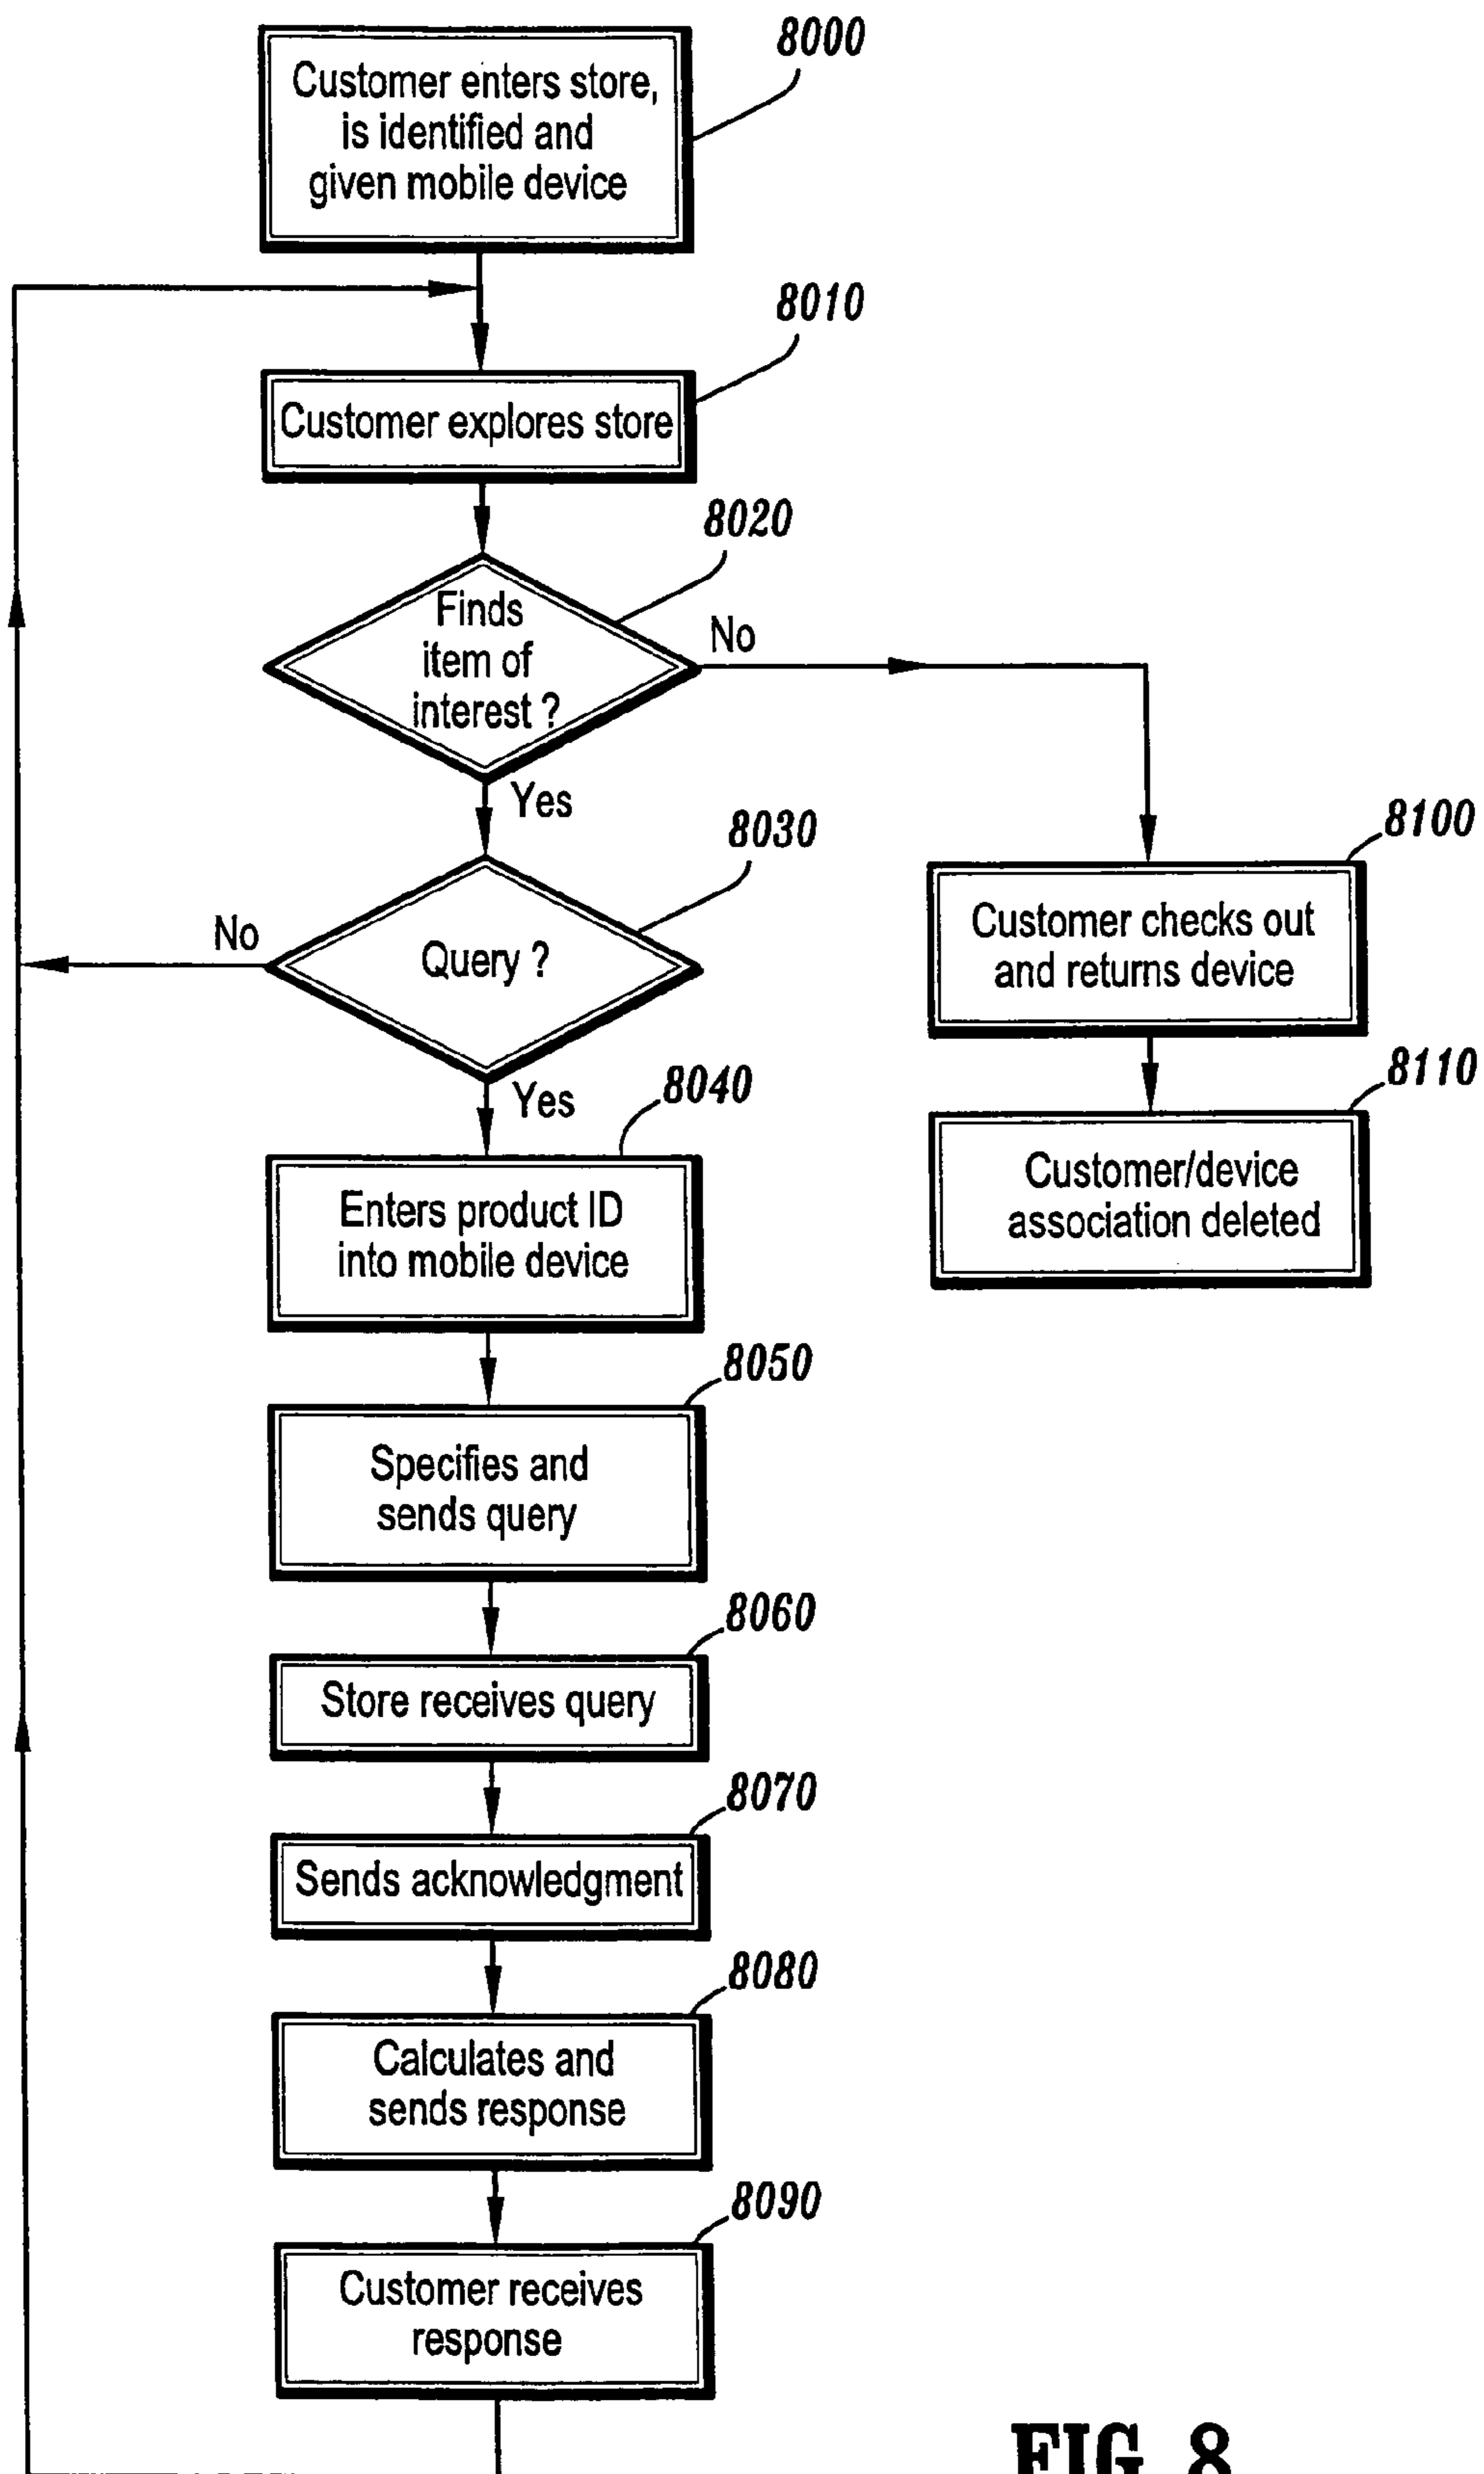 8000
Customer enters store,
is identified and
given mobile device
8010
Customer explores store
8020
Finds
item of
interest ?
No
Yes
8030
Query ?
No
Yes
8040
Enters product ID
into mobile device
8050
Specifies and
sends query
8060
Store receives query
8070
Sends acknowledgment
8080
Calculates and
sends response
8090
Customer receives
response
8100
Customer checks out
and returns device
8110
Customer/device
association deleted
FIG. 8